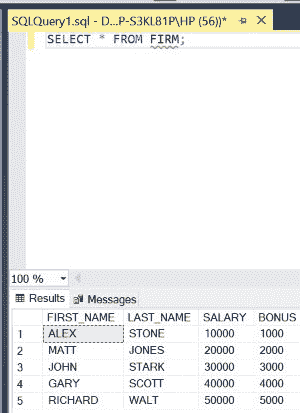 SQLQuery1.sql - D...P-S3KL81P\HP (56))*
SELECT * FROM FIRM;
100 %
Results Messages
FIRST_NAME LAST_NAME SALARY BONUS
1 ALEX STONE 10000 1000
2 MATT JONES 20000 2000
3 JOHN STARK 30000 3000
4 GARY SCOTT 40000 4000
5 RICHARD WALT 50000 5000